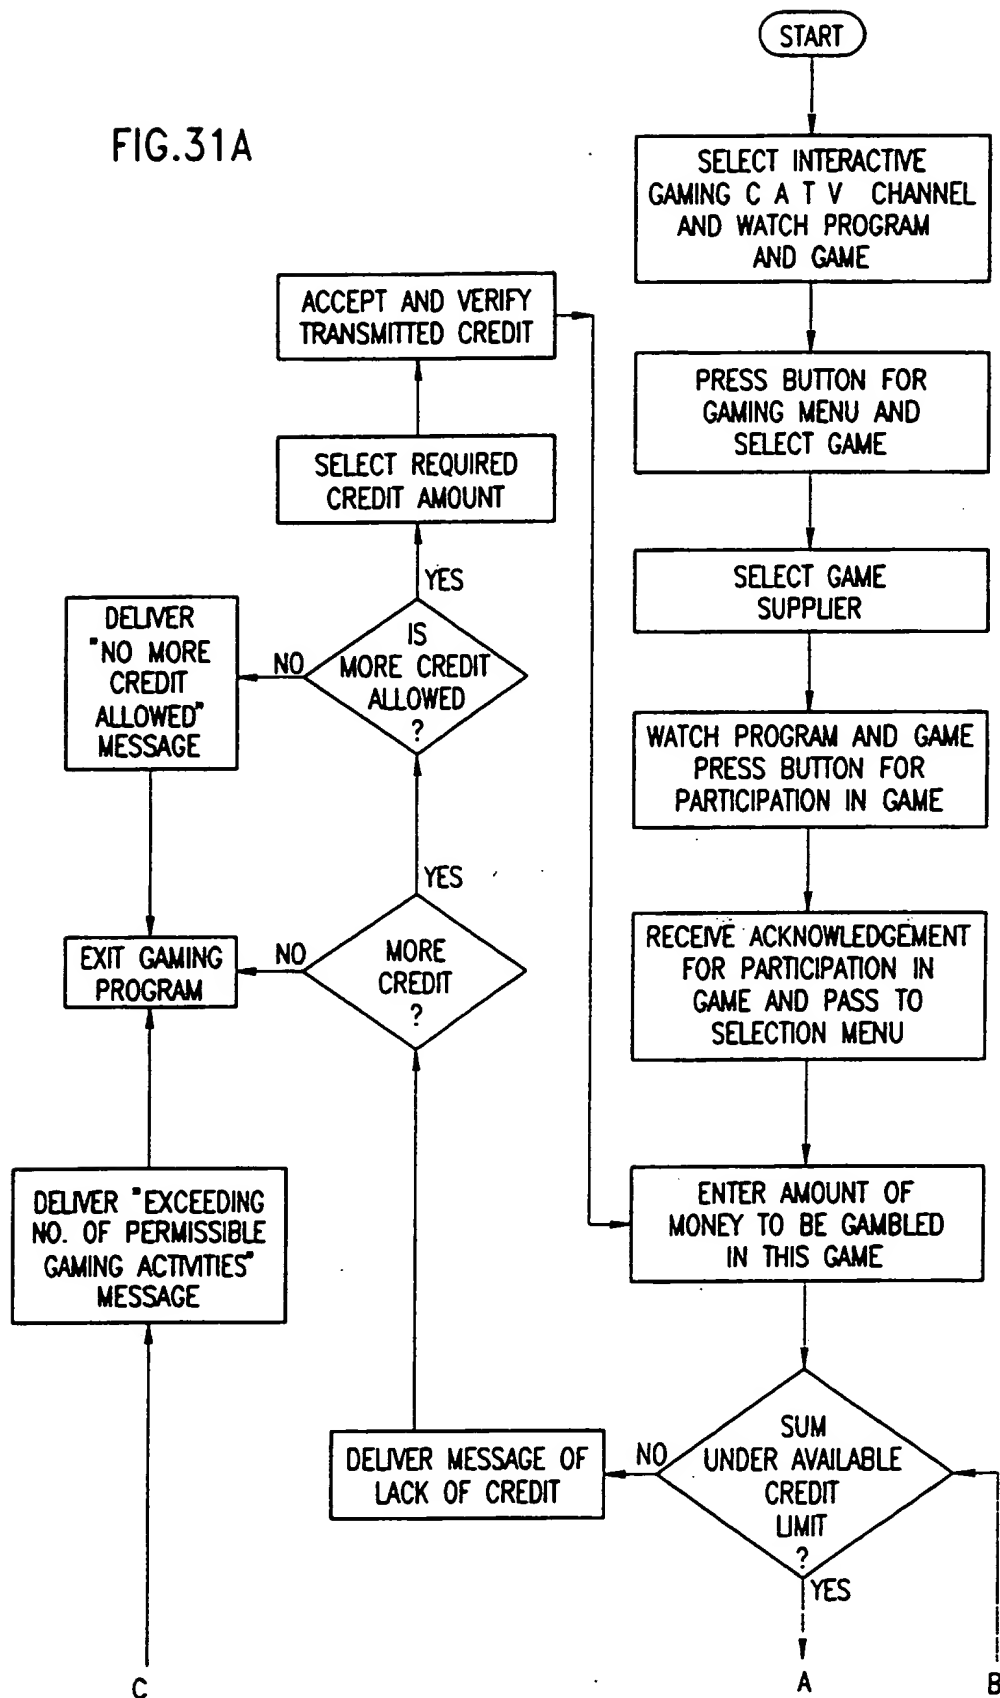 START
FIG.31A
SELECT INTERACTIVE
GAMING C A T V CHANNEL
AND WATCH PROGRAM
AND GAME
ACCEPT AND VERIFY
TRANSMITTED CREDIT
PRESS BUTTON FOR
GAMING MENU AND
SELECT GAME
SELECT REQUIRED
CREDIT AMOUNT
SELECT GAME
SUPPLIER
YES
DELIVER
"NO MORE
CREDIT
ALLOWED"
MESSAGE
NO
IS
MORE CREDIT
ALLOWED
?
WATCH PROGRAM AND GAME
PRESS BUTTON FOR
PARTICIPATION IN GAME
YES
EXIT GAMING
PROGRAM
NO
MORE
CREDIT
?
RECEIVE ACKNOWLEDGEMENT
FOR PARTICIPATION IN
GAME AND PASS TO
SELECTION MENU
DELIVER "EXCEEDING
NO. OF PERMISSIBLE
GAMING ACTIVITIES"
MESSAGE
ENTER AMOUNT OF
MONEY TO BE GAMBLED
IN THIS GAME
DELIVER MESSAGE OF
LACK OF CREDIT
NO
SUM
UNDER AVAILABLE
CREDIT
LIMIT
?
YES
C
A
B